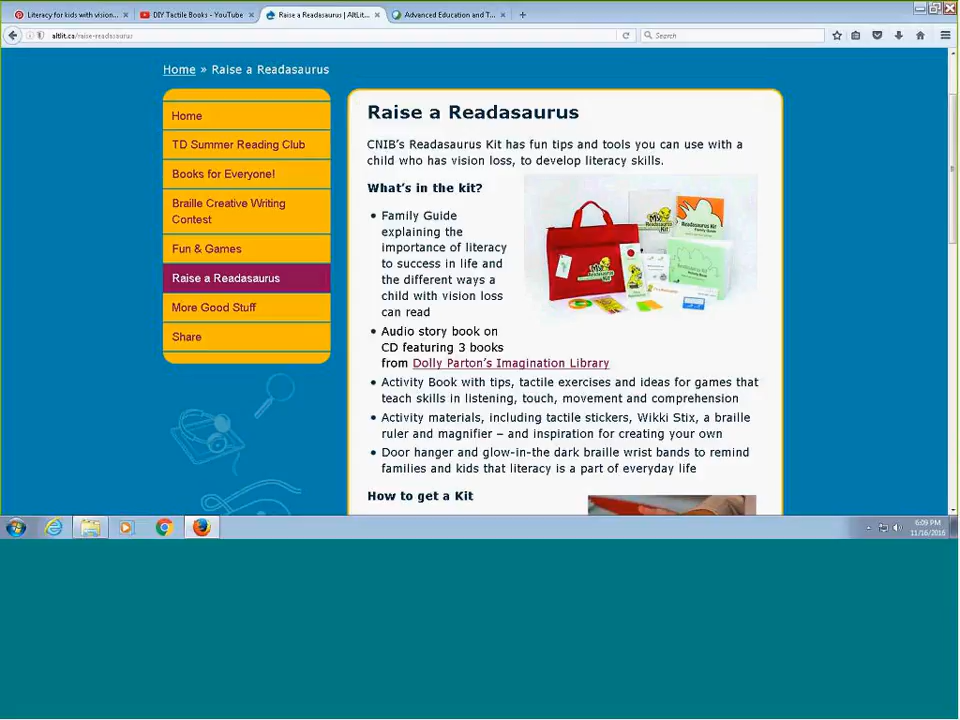 Literacy for kids with vision...
DIY Tactile Books - YouTube
Raise a Readasaurus | AltLit...
Advanced Education and T...
altlit.ca/raise-readasaurus
Search
Home » Raise a Readasaurus
Home
TD Summer Reading Club
Books for Everyone!
Braille Creative Writing
Contest
Fun & Games
Raise a Readasaurus
More Good Stuff
Share
Raise a Readasaurus
CNIB's Readasaurus Kit has fun tips and tools you can use with a
child who has vision loss, to develop literacy skills.
What's in the kit?
• Family Guide
explaining the
importance of literacy
to success in life and
the different ways a
child with vision loss
can read
• Audio story book on
CD featuring 3 books
from Dolly Parton's Imagination Library
• Activity Book with tips, tactile exercises and ideas for games that
teach skills in listening, touch, movement and comprehension
• Activity materials, including tactile stickers, Wikki Stix, a braille
ruler and magnifier – and inspiration for creating your own
• Door hanger and glow-in-the dark braille wrist bands to remind
families and kids that literacy is a part of everyday life
How to get a Kit
6:09 PM
11/16/2016